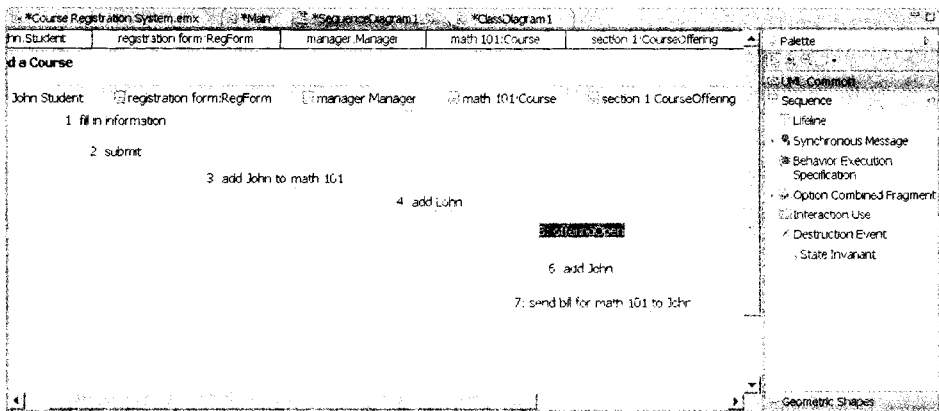 *Course Registration System.emx *Main *SequenceDiagram1 *ClassDiagram1
hn.Student registration form:RegForm manager:Manager math 101:Course section 1:CourseOffering
d a Course
John Student registration form:RegForm manager Manager math 101:Course section 1 CourseOffering
1 fill in information
2 submit
3 add John to math 101
4 add John
6 add John
7: send bill for math 101 to John
Palette
UML Common
Sequence
Lifeline
Synchronous Message
Behavior Execution
Specification
Option Combined Fragment
Interaction Use
Destruction Event
State Invariant
Geometric Shapes